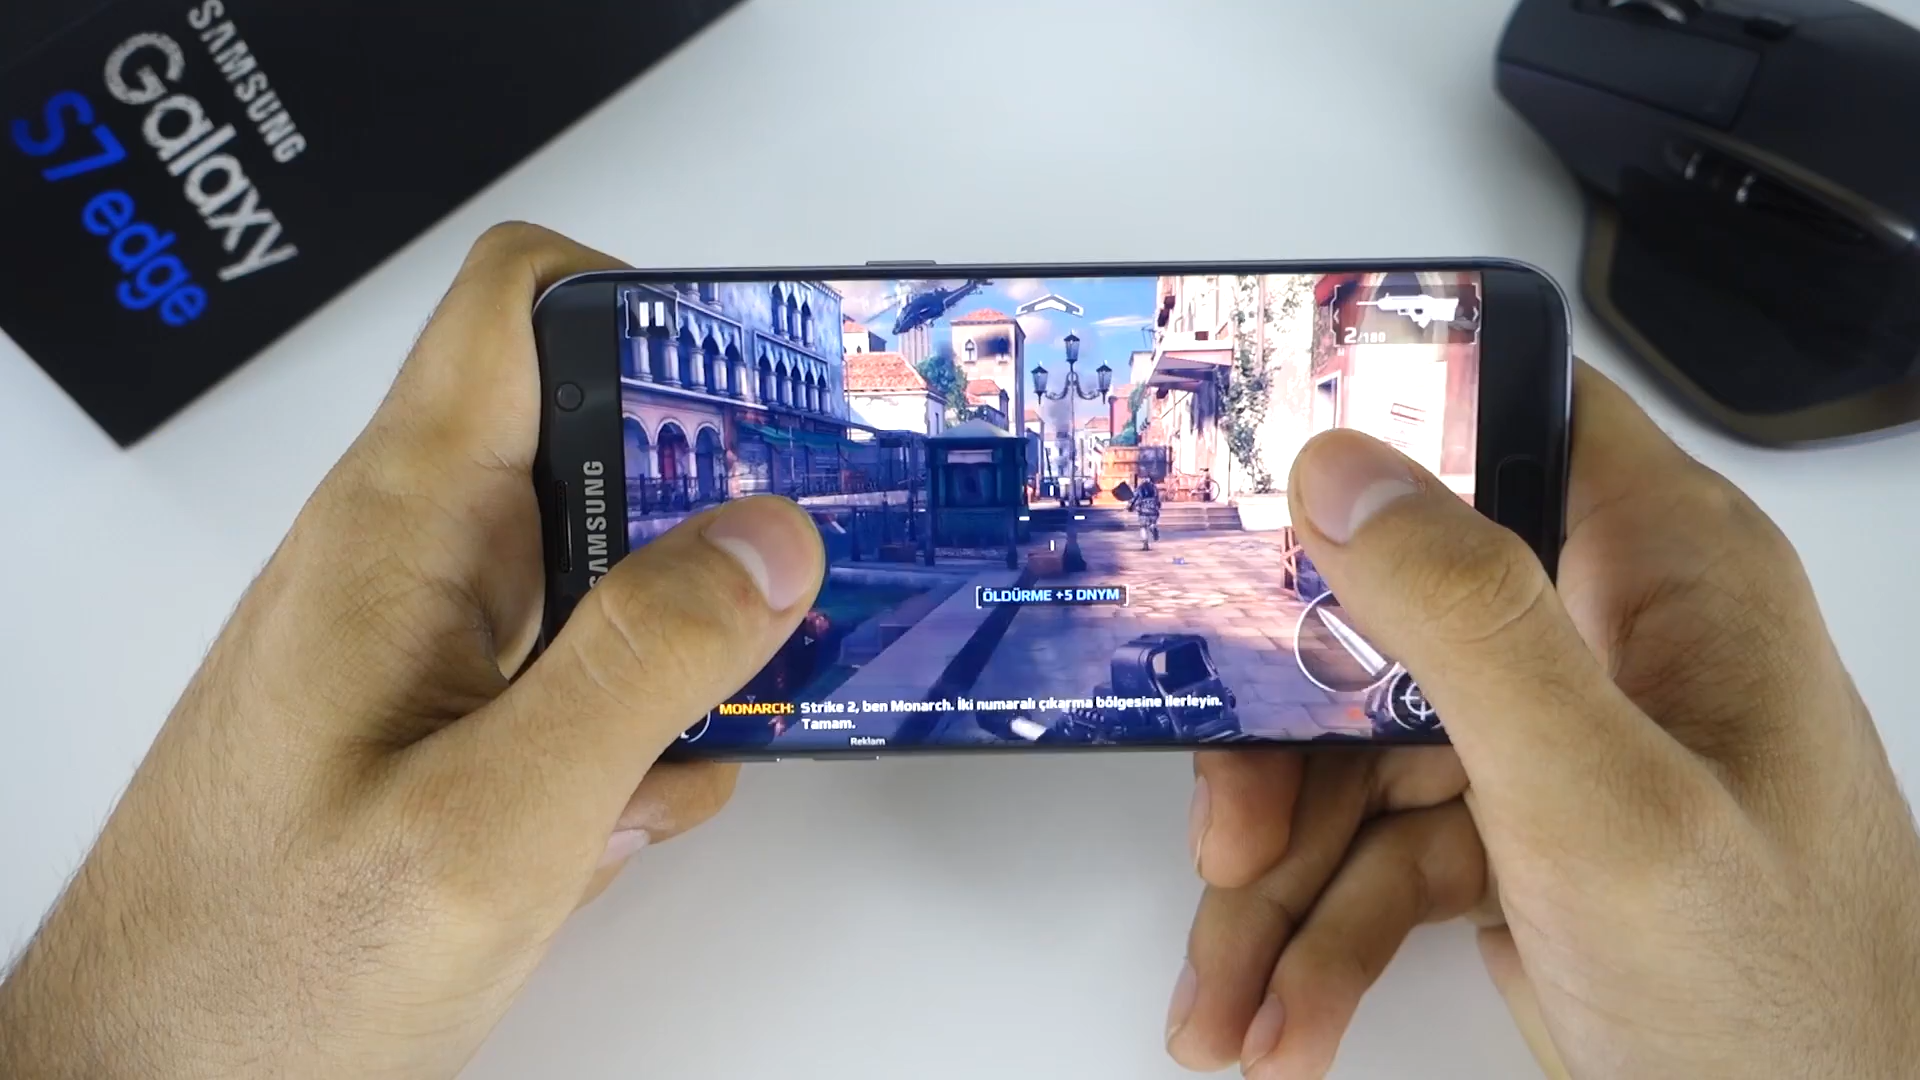 SAMSUNG
Galaxy
S7 edge
SAMSUNG
2/180
[ÖLDÜRME +5 DNYM]
MONARCH: Strike 2, ben Monarch. İki numaralı çıkarma bölgesine ilerleyin.
Tamam.
Reklam